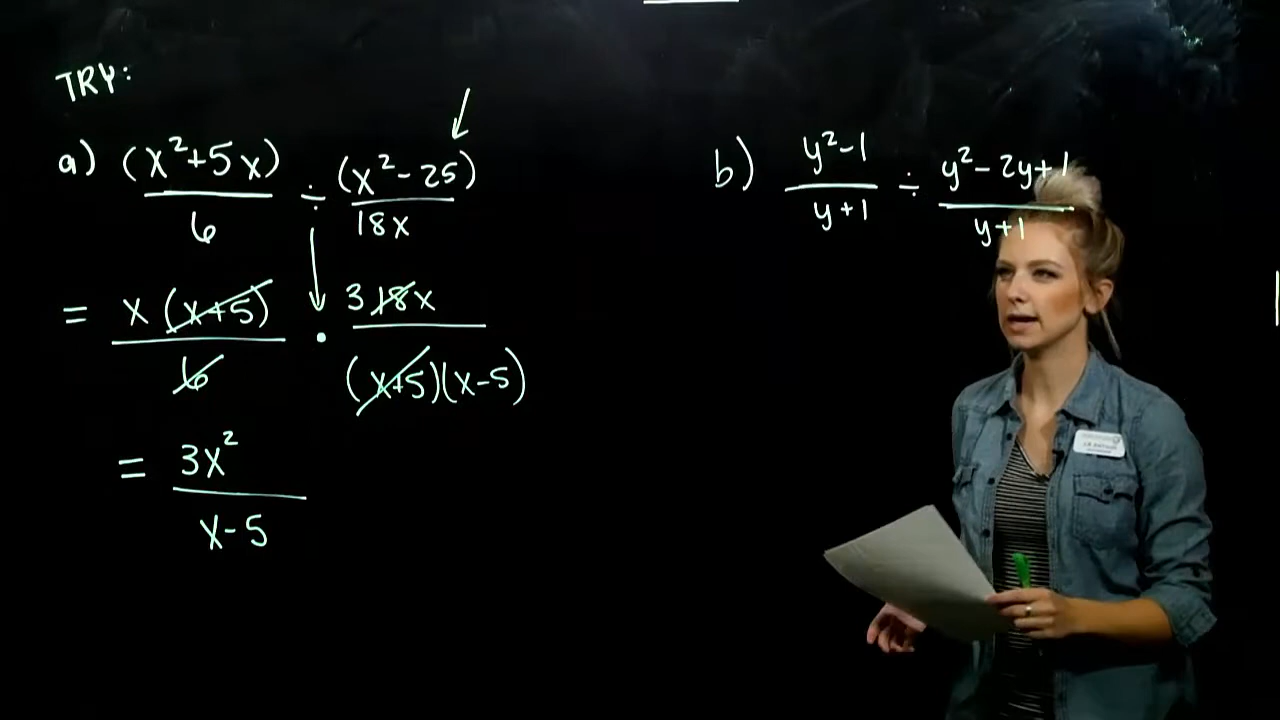 TRY:
a) (x²+5x)/6 ÷ (x²-25)/18x
= x(x+5)/6 · 3 18x/(x+5)(x-5)
= 3x²/x-5
b) y²-1/y+1 ÷ y²-2y+1/y+1